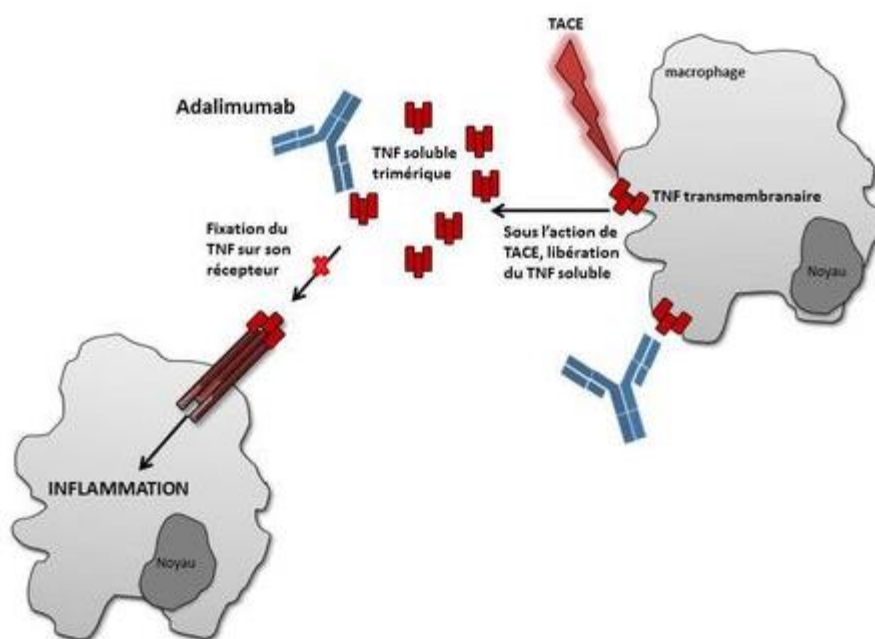 TACE
macrophage
Adalimumab
TNF soluble
trimérique
TNF transmembranaire
Fixation du
TNF sur son
récepteur
Sous l'action de
TACE, libération
du TNF soluble
Noyau
INFLAMMATION
Noyau